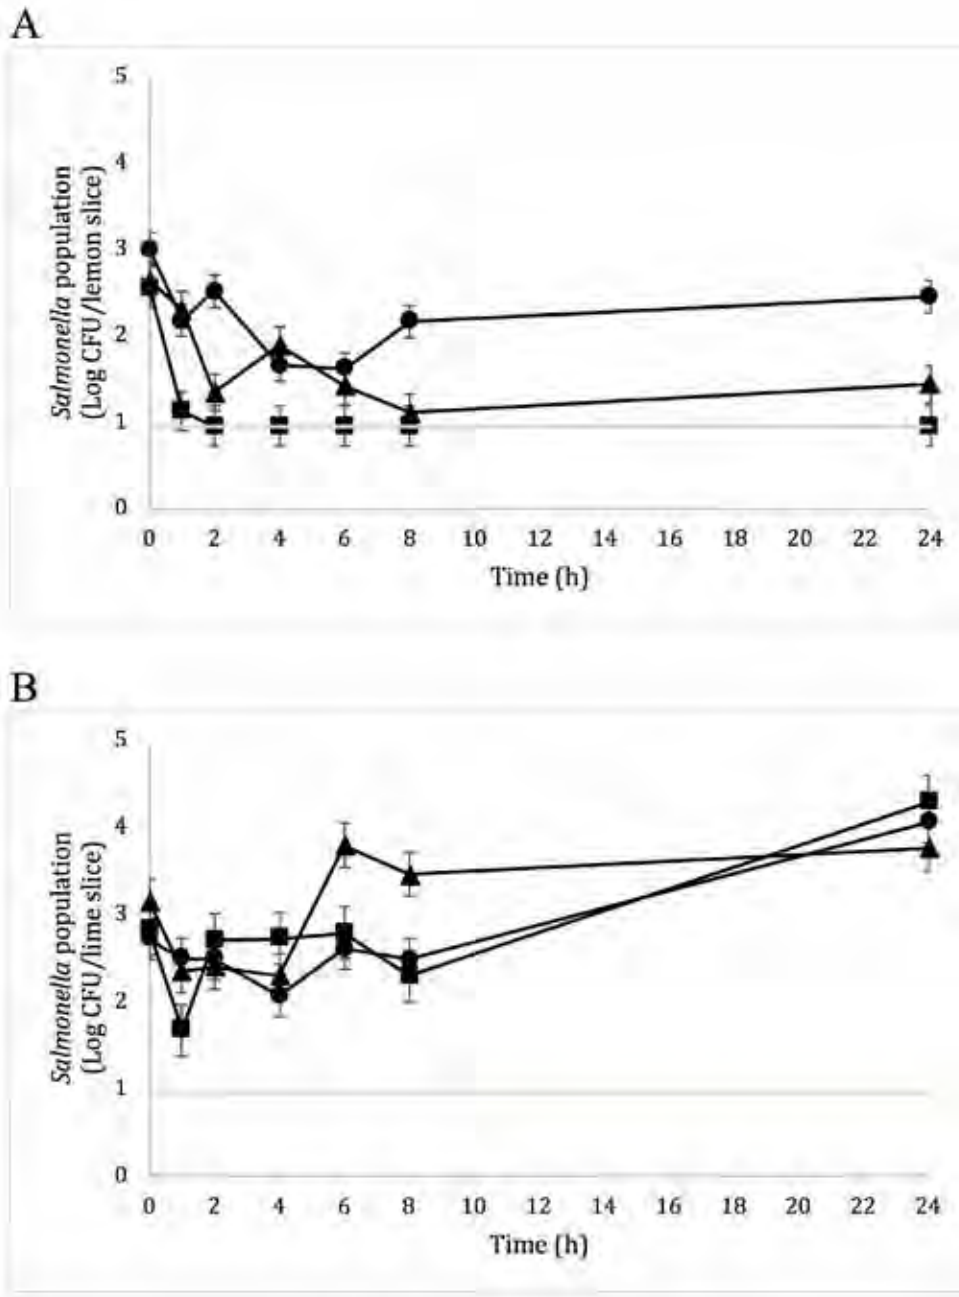 A
5
4
3
2
1
0
Salmonella population
(Log CFU/lemon slice)
0 2 4 6 8 10 12 14 16 18 20 22 24
Time (h)
B
5
4
3
2
1
0
Salmonella population
(Log CFU/lime slice)
0 2 4 6 8 10 12 14 16 18 20 22 24
Time (h)